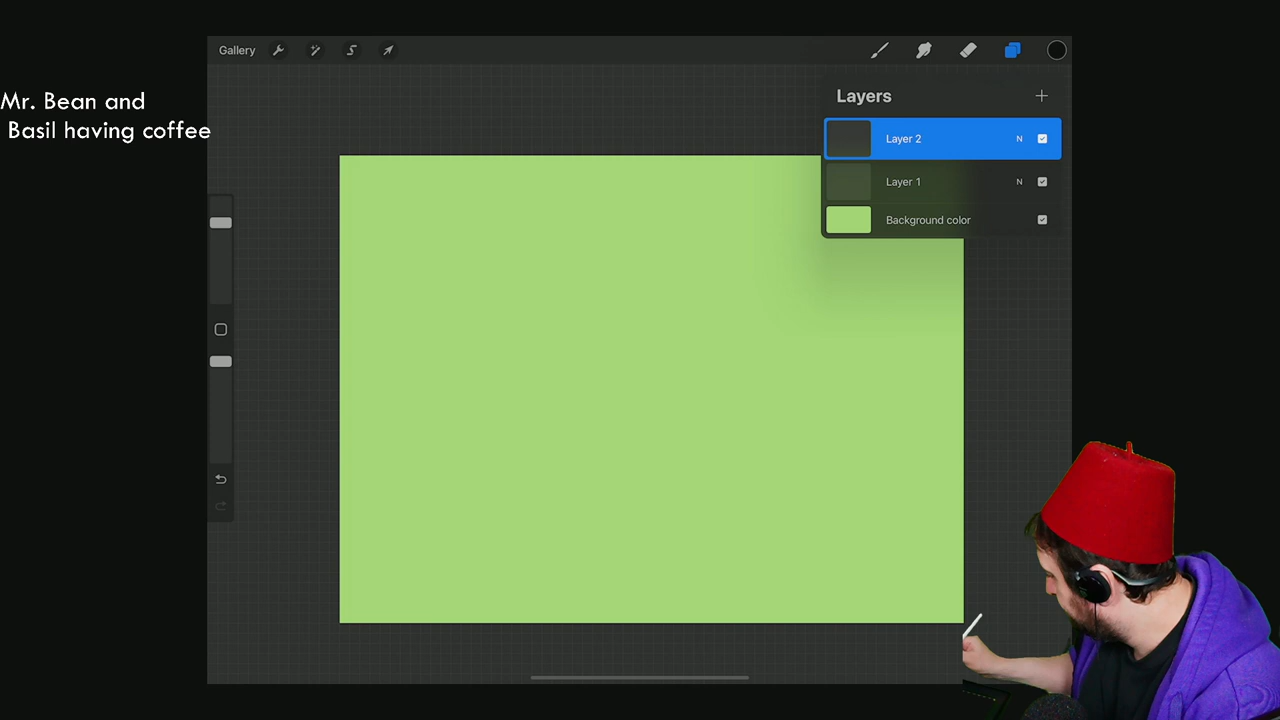 Gallery
Layers
Mr. Bean and
Basil having coffee
Layer 2 N
Layer 1 N
Background color